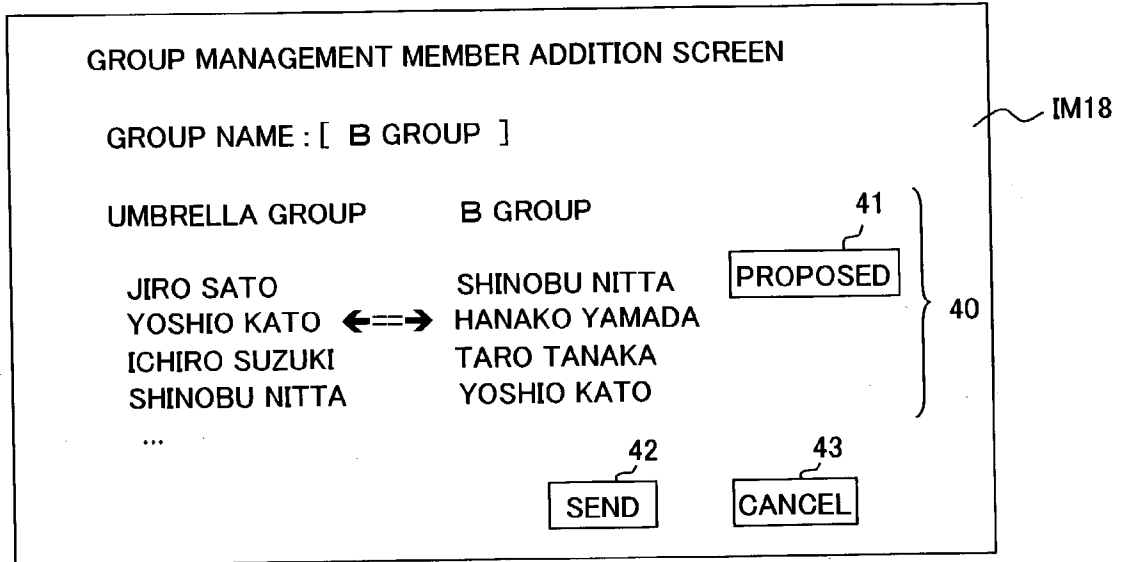 GROUP MANAGEMENT MEMBER ADDITION SCREEN
IM18
GROUP NAME : [ B GROUP ]
UMBRELLA GROUP B GROUP 41
JIRO SATO SHINOBU NITTA PROPOSED
YOSHIO KATO ←==→ HANAKO YAMADA 40
ICHIRO SUZUKI TARO TANAKA
SHINOBU NITTA YOSHIO KATO
...
42 43
SEND CANCEL